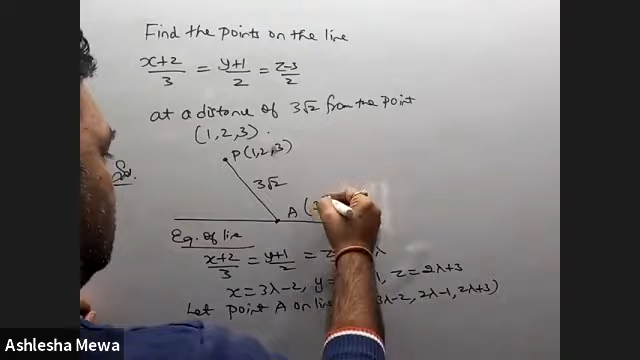 Find the points on the line
x+2/3 = y+1/2 = z-3/2
at a distance of 3√2 from the point
(1,2,3).
P(1,2,3)
Sol.
3√2
A (3
Eq. of line
x+2/3 = y+1/2 = λ
x=3λ-2, y= 1, z=2λ+3
Let point A on line 3λ-2, 2λ-1, 2λ+3)
Ashlesha Mewa